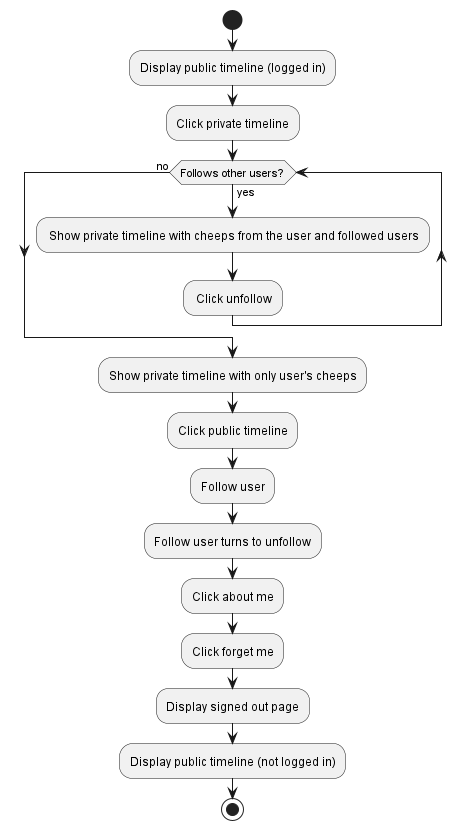 Display public timeline (logged in)
Click private timeline
no
Follows other users?
yes
Show private timeline with cheeps from the user and followed users
Click unfollow
Show private timeline with only user's cheeps
Click public timeline
Follow user
Follow user turns to unfollow
Click about me
Click forget me
Display signed out page
Display public timeline (not logged in)